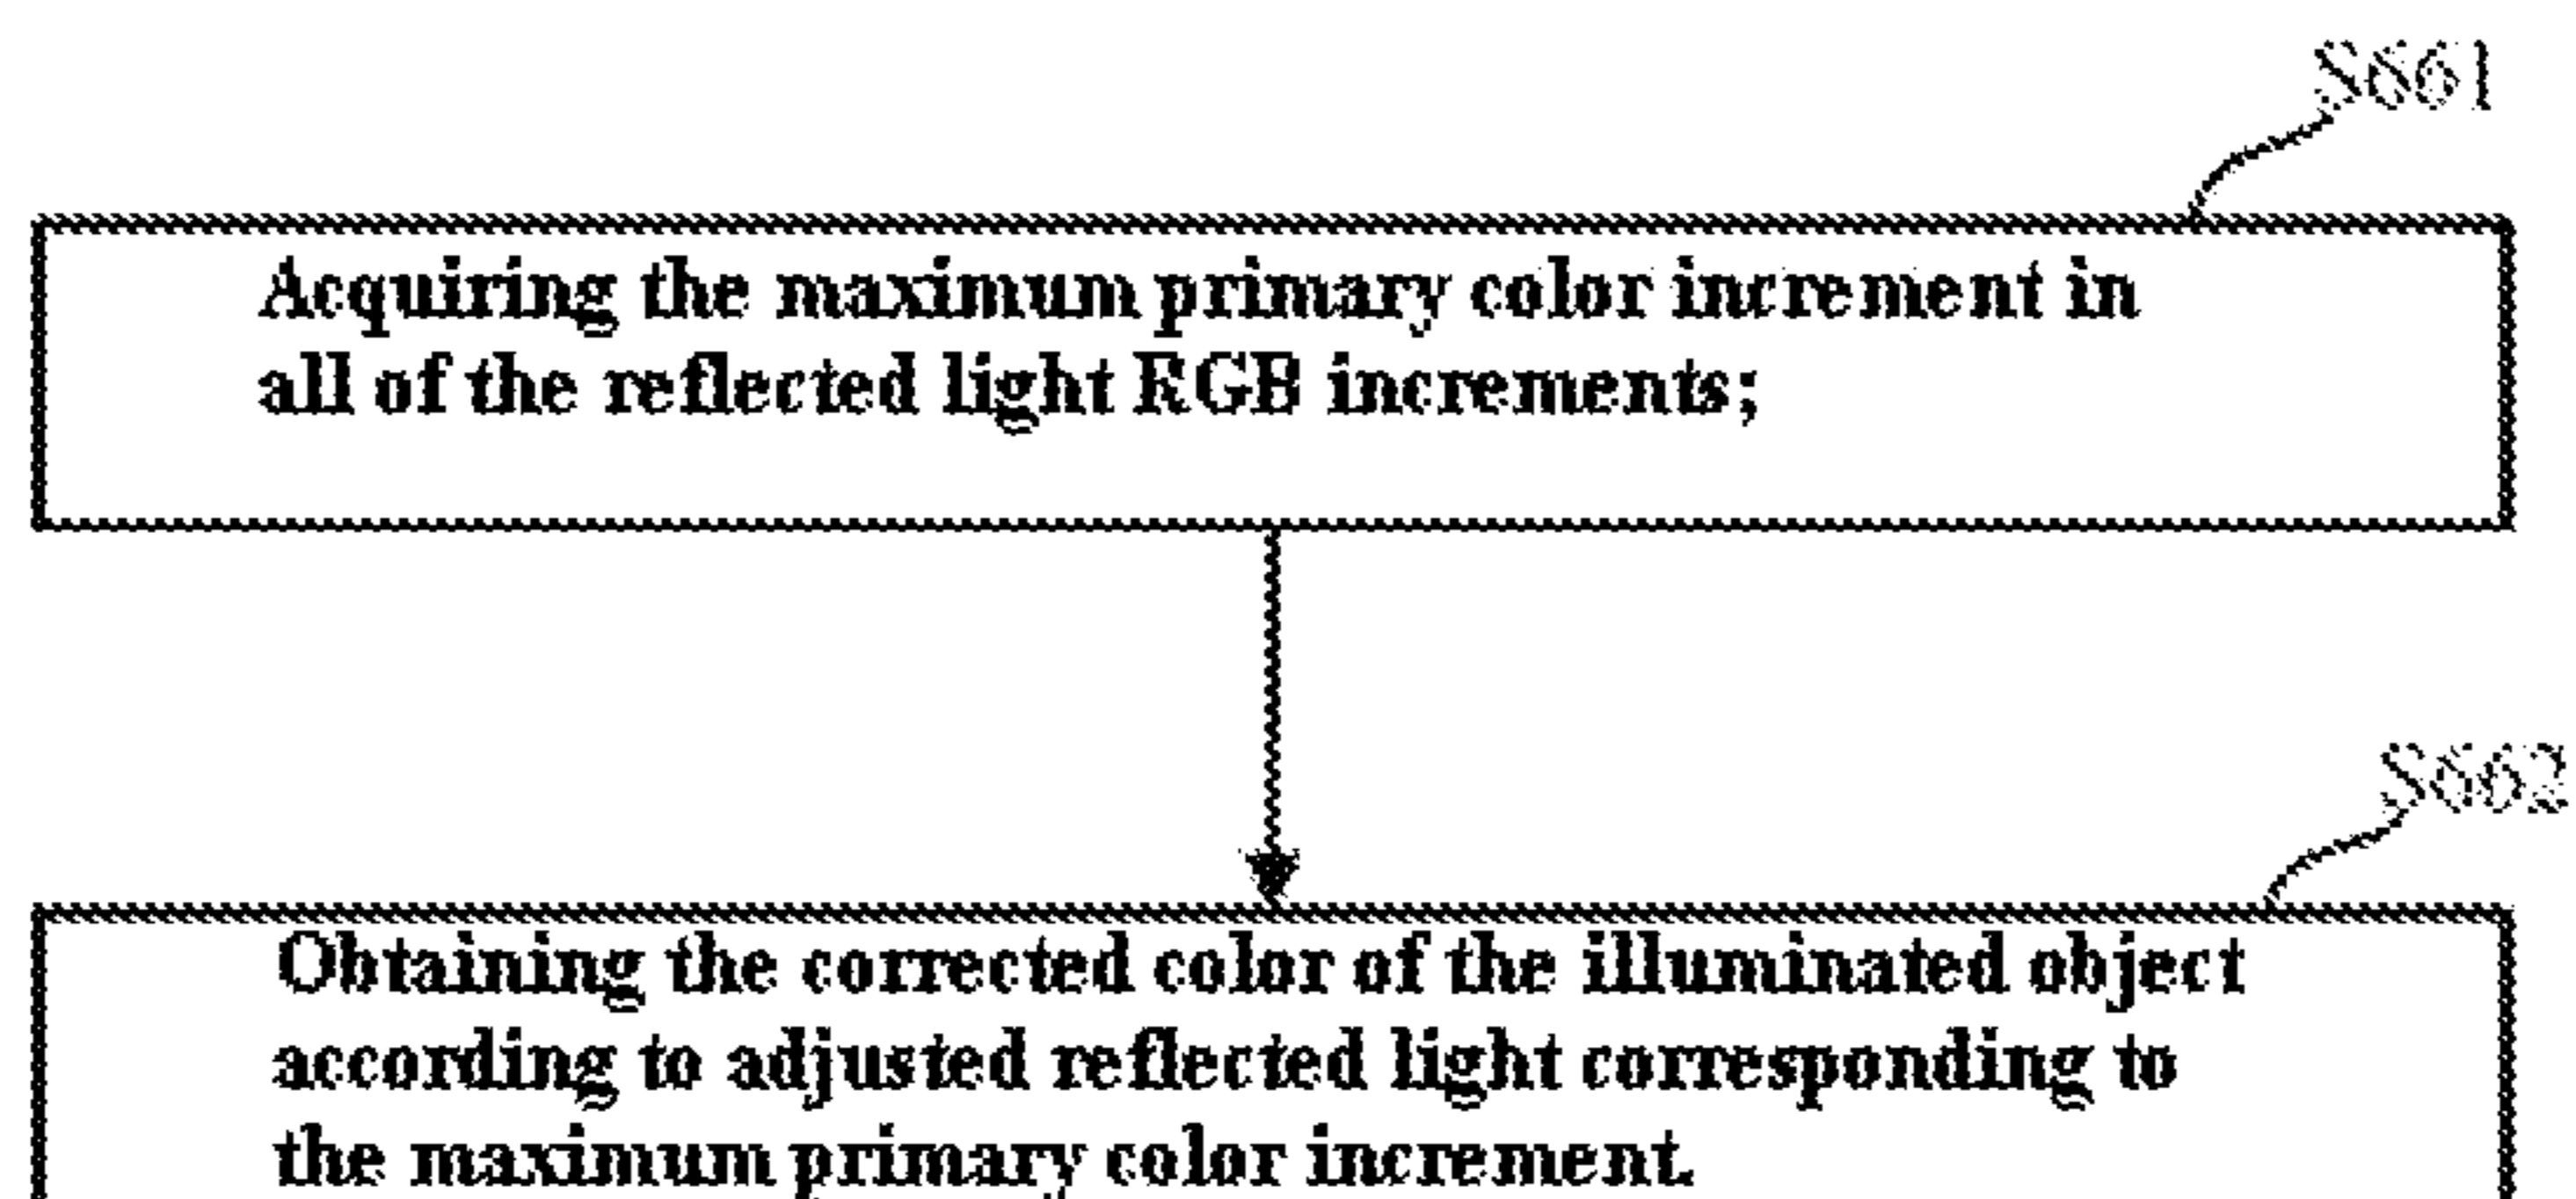 S661
Acquiring the maximum primary color increment in
all of the reflected light RGB increments;
S662
Obtaining the corrected color of the illuminated object
according to adjusted reflected light corresponding to
the maximum primary color increment.